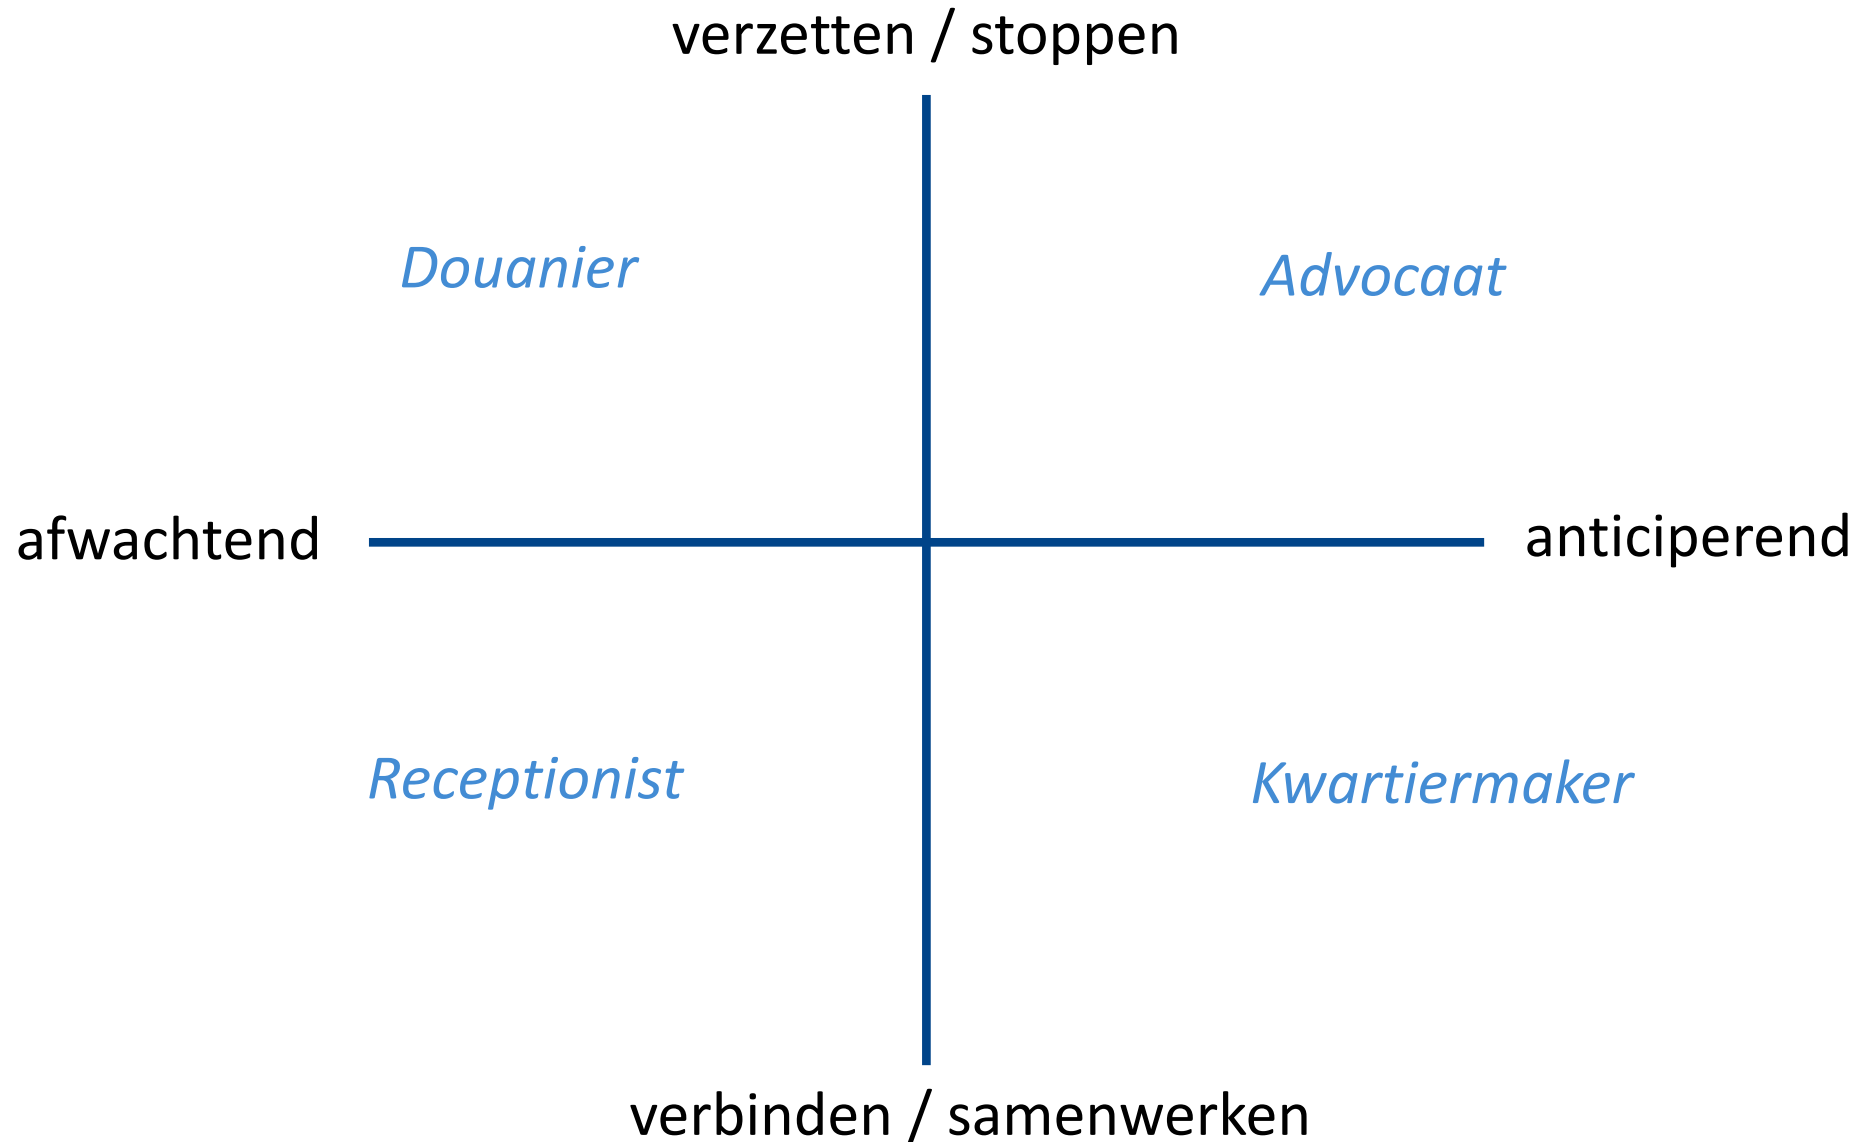 verzetten / stoppen
Douanier
Advocaat
afwachtend
anticiperend
Receptionist
Kwartiermaker
verbinden / samenwerken